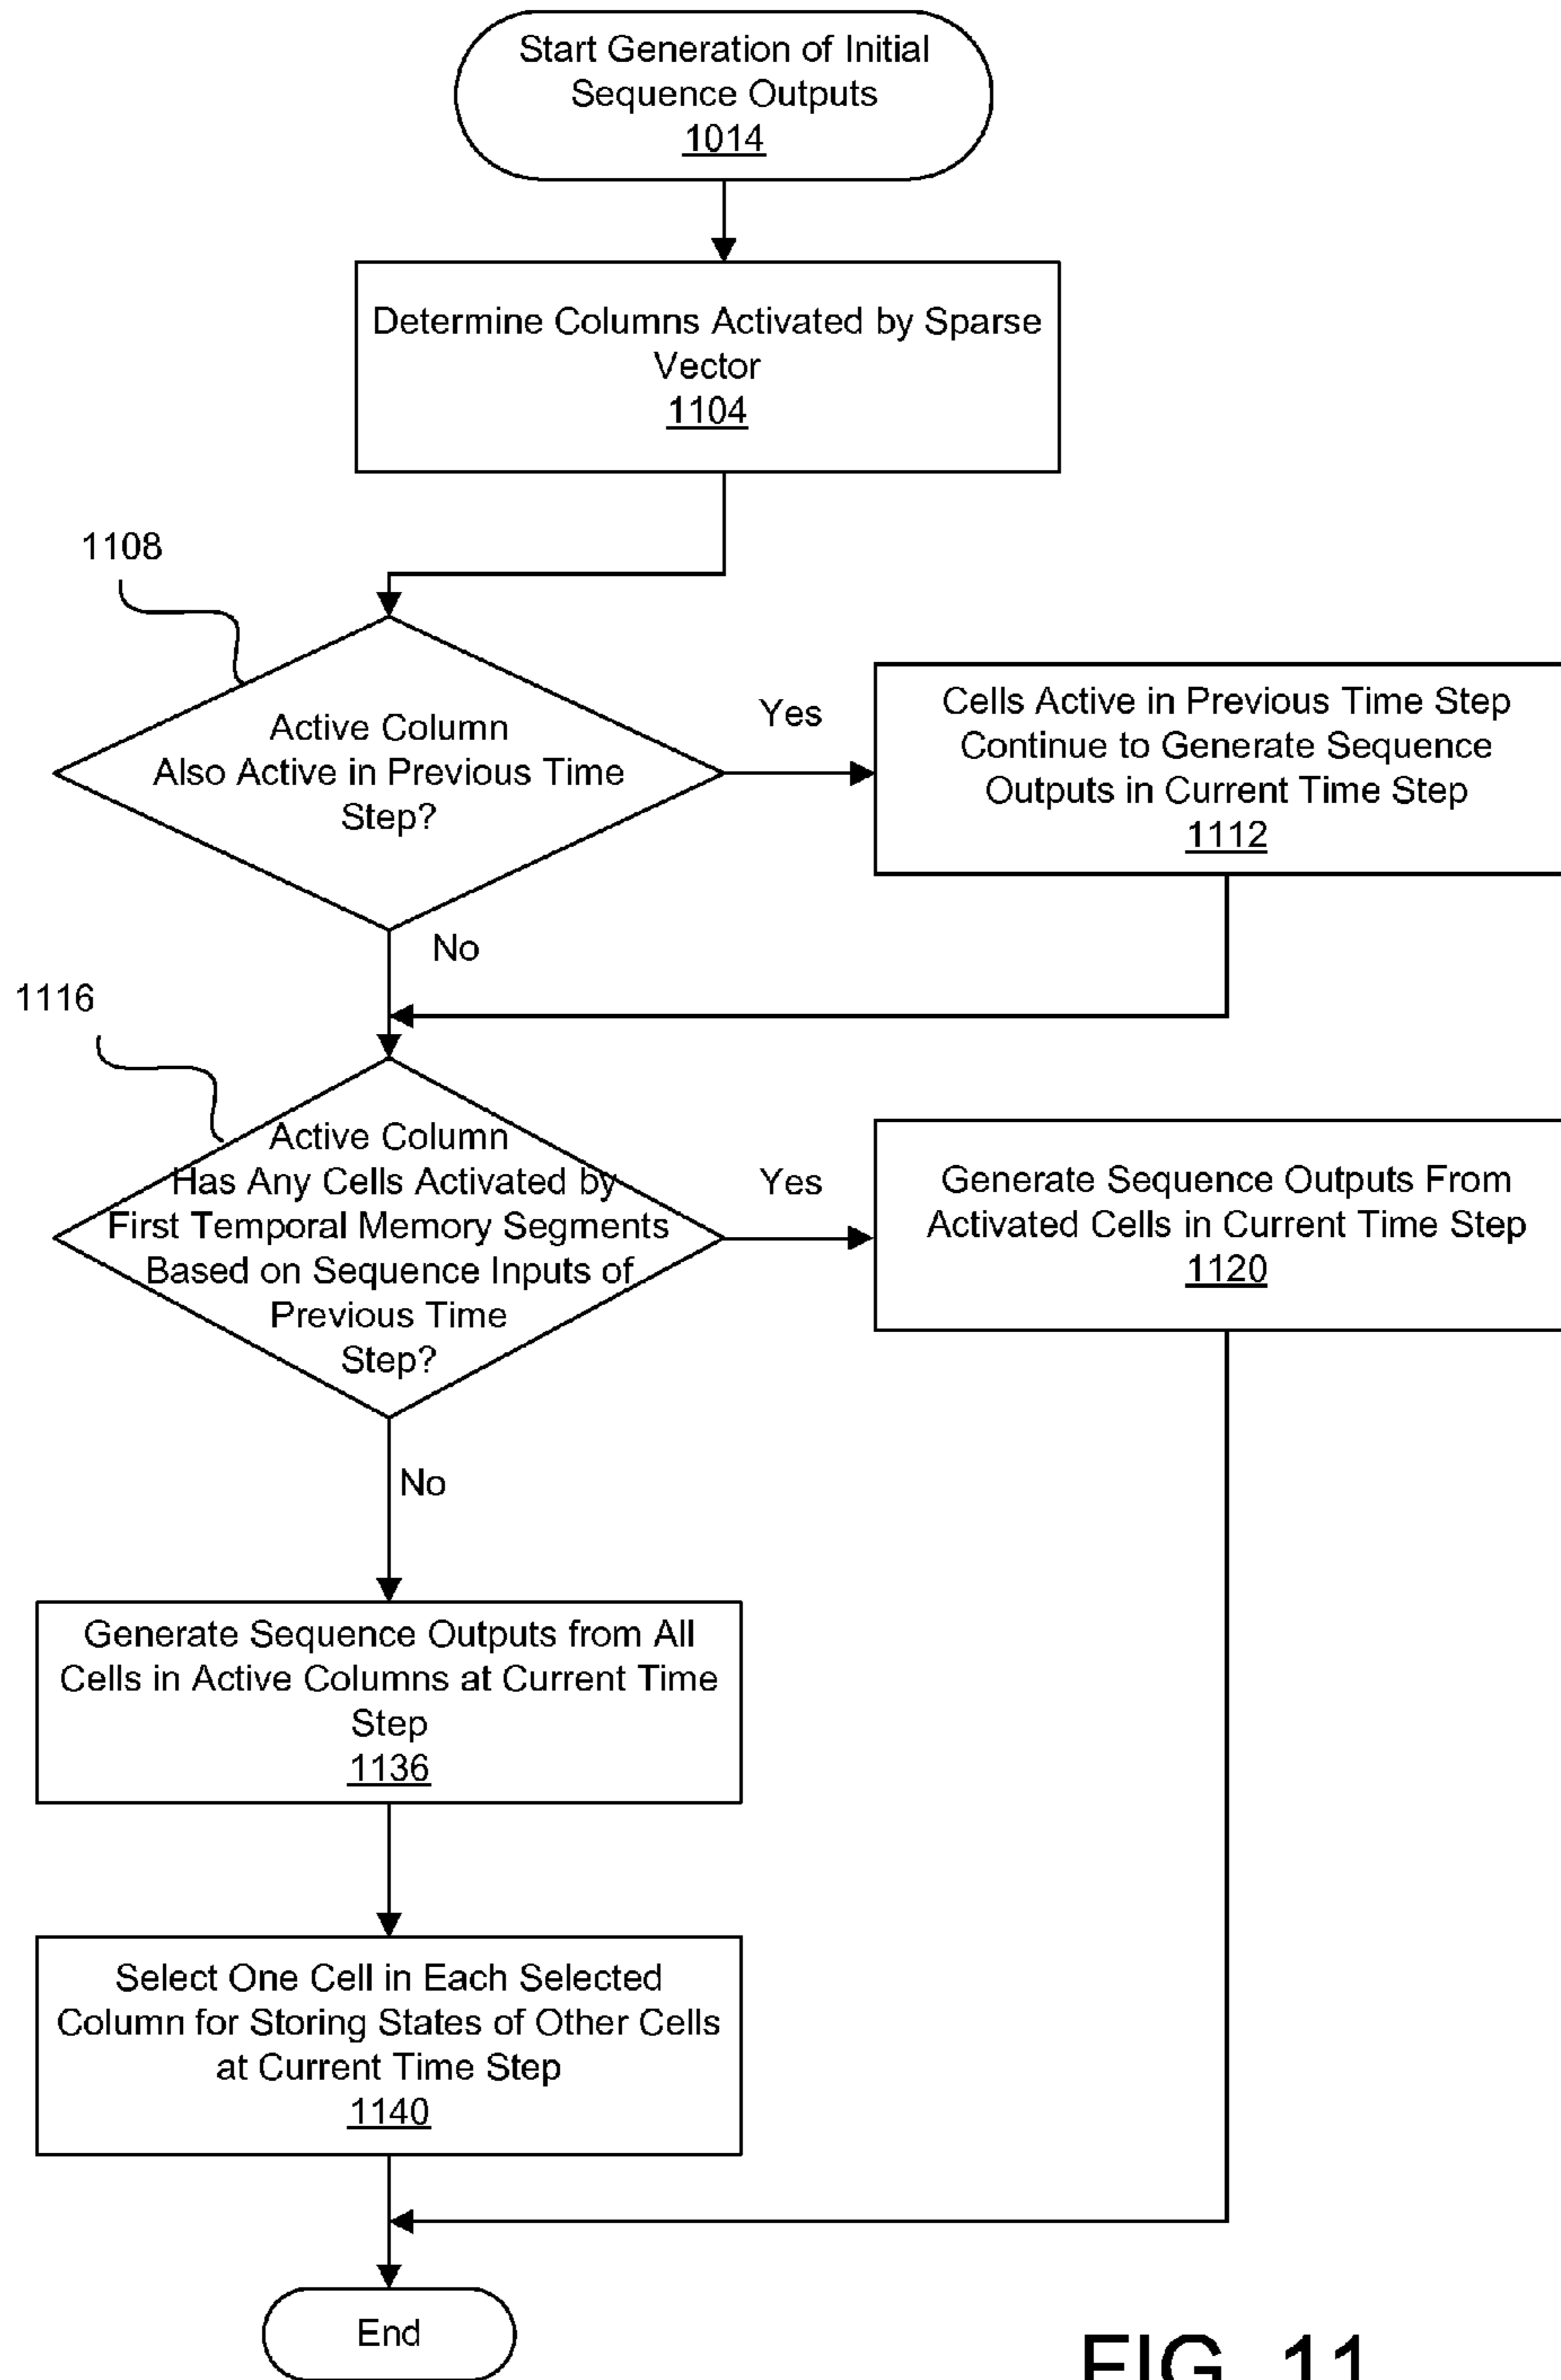 Start Generation of Initial
Sequence Outputs
1014
Determine Columns Activated by Sparse
Vector
1104
1108
Active Column
Also Active in Previous Time
Step?
Yes
Cells Active in Previous Time Step
Continue to Generate Sequence
Outputs in Current Time Step
1112
No
1116
Active Column
Has Any Cells Activated by
First Temporal Memory Segments
Based on Sequence Inputs of
Previous Time
Step?
Yes
Generate Sequence Outputs From
Activated Cells in Current Time Step
1120
No
Generate Sequence Outputs from All
Cells in Active Columns at Current Time
Step
1136
Select One Cell in Each Selected
Column for Storing States of Other Cells
at Current Time Step
1140
End
FIG. 11